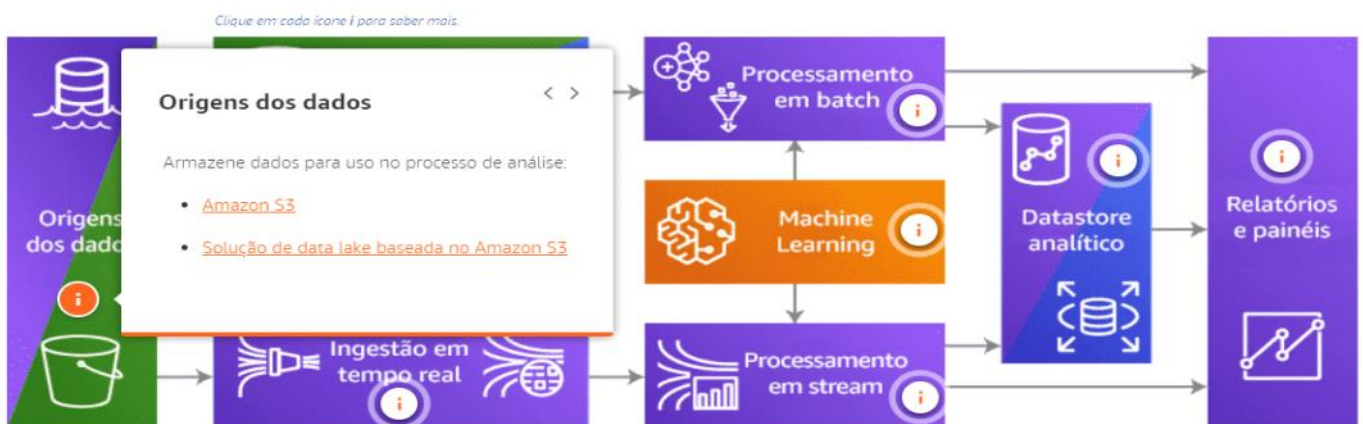 Clique em cada ícone i para saber mais.
Origens dos dados
< >
Armazene dados para uso no processo de análise:
• Amazon S3
• Solução de data lake baseada no Amazon S3
Origens
dos dado
i
Ingestão em
tempo real
i
Processamento
em batch
i
Machine
Learning
i
Processamento
em stream
i
Datastore
analítico
i
Relatórios
e painéis
i